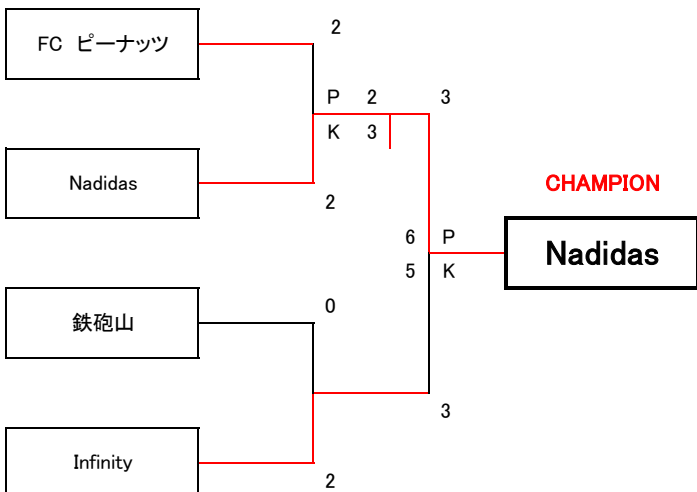 FC ピーナッツ
2
P 2
K 3
3
Nadidas
2
CHAMPION
Nadidas
6 P
5 K
鉄砲山
0
3
Infinity
2